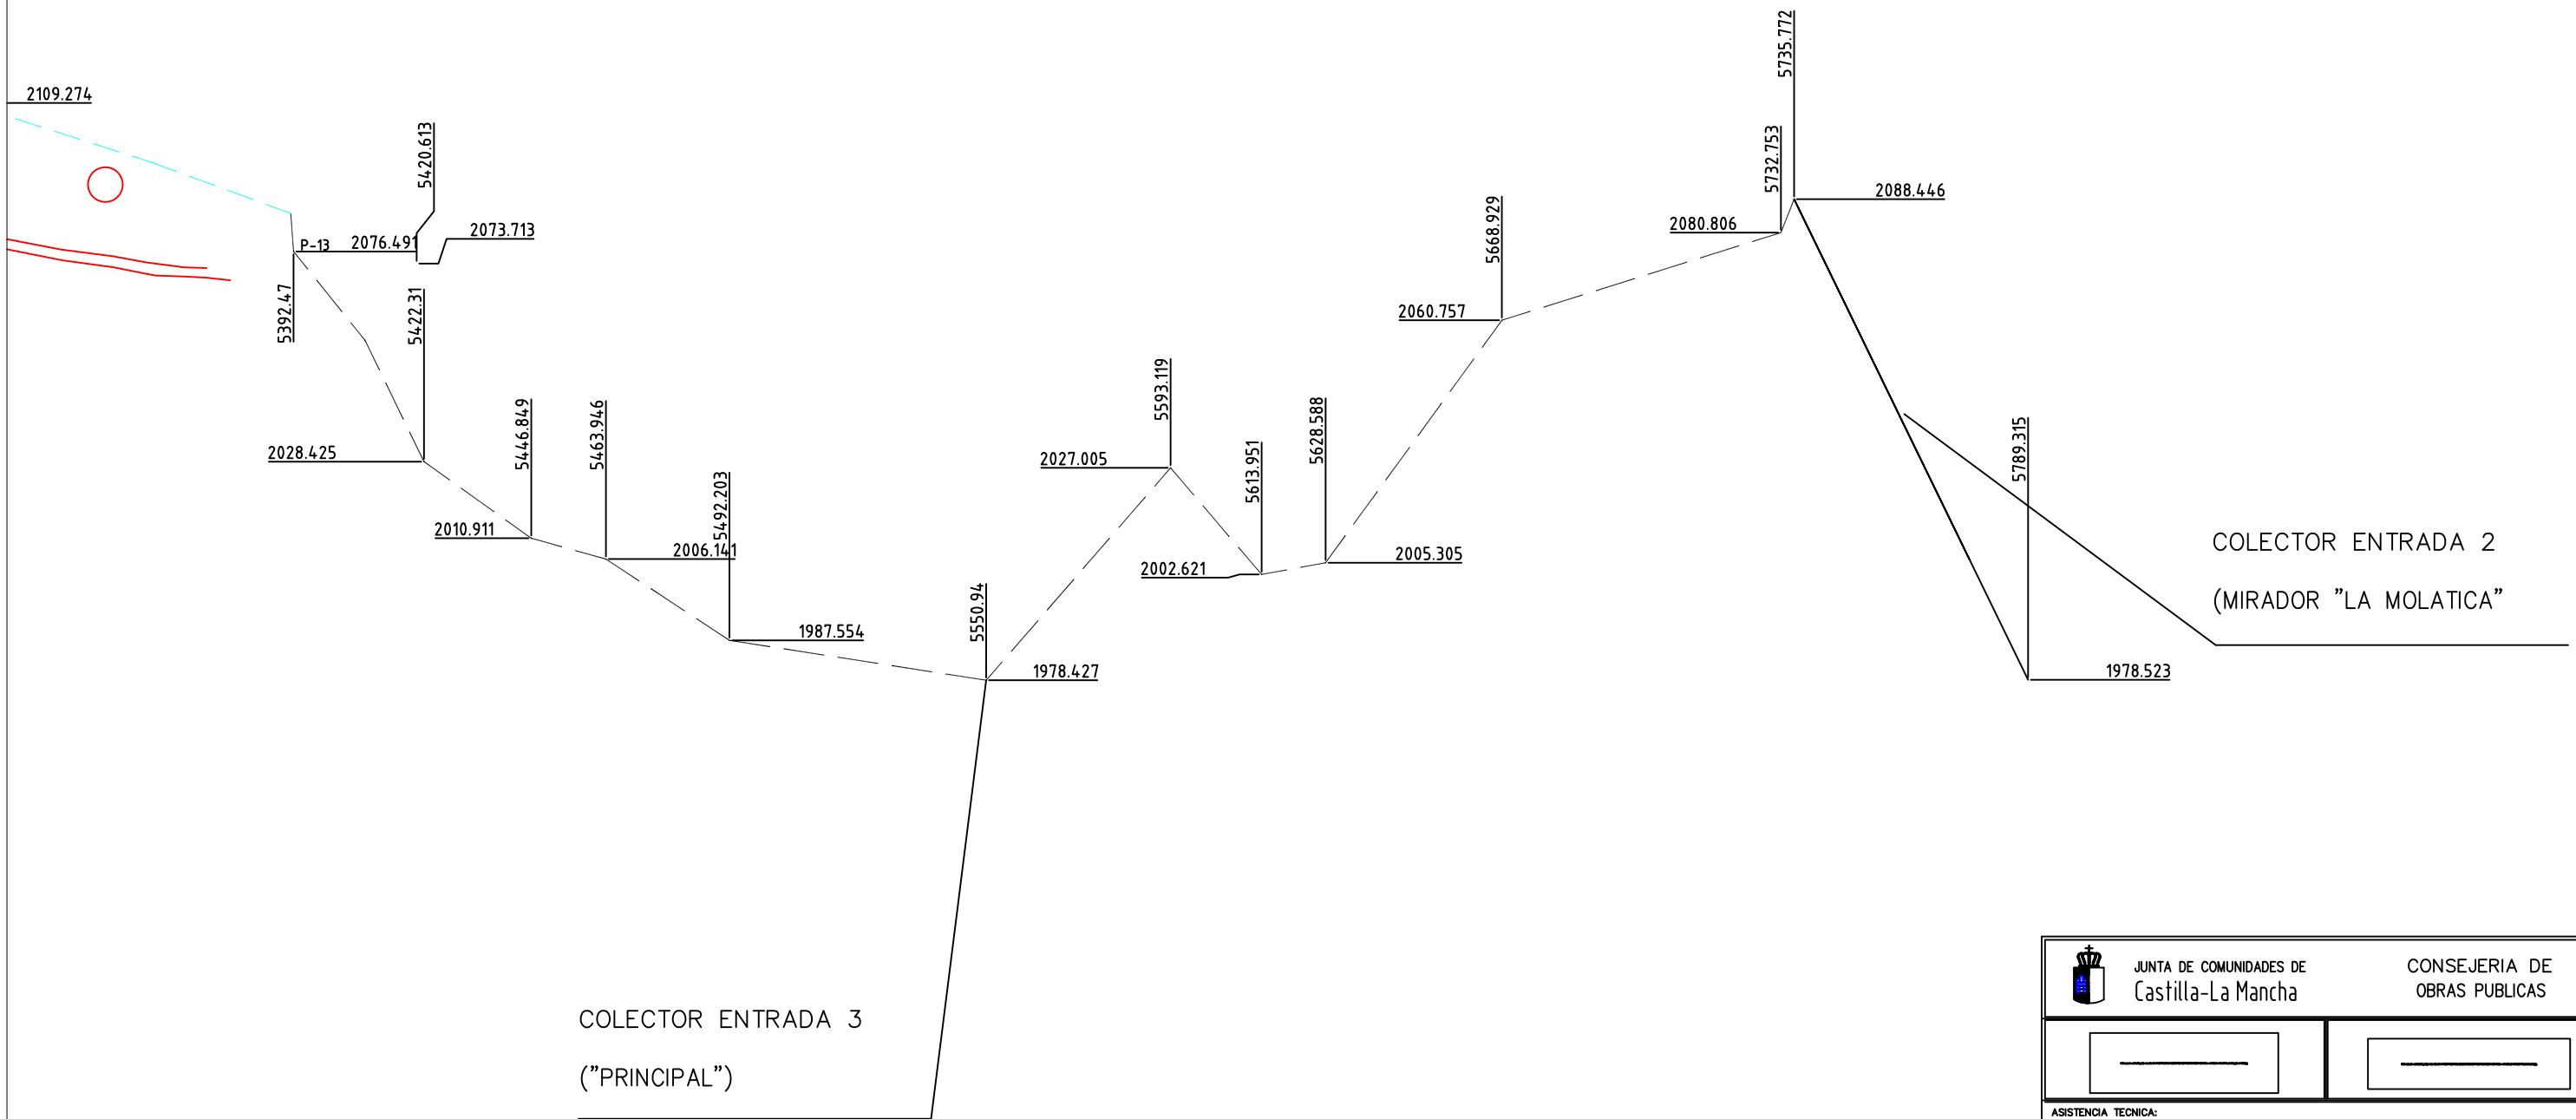 5735.772
2109.274
5420.613
5732.753
2088.446
5668.929
2080.806
P-13
2076.491
2073.713
5392.47
5422.31
2060.757
5593.119
5446.849
5463.946
5613.951
5628.588
5789.315
2028.425
2027.005
5492.203
2010.911
2006.141
2002.621
2005.305
COLECTOR ENTRADA 2
(MIRADOR "LA MOLATICA"
5550.94
1987.554
1978.427
1978.523
JUNTA DE COMUNIDADES DE
Castilla-La Mancha
CONSEJERIA DE
OBRAS PUBLICAS
COLECTOR ENTRADA 3
("PRINCIPAL")
ASISTENCIA TECNICA: